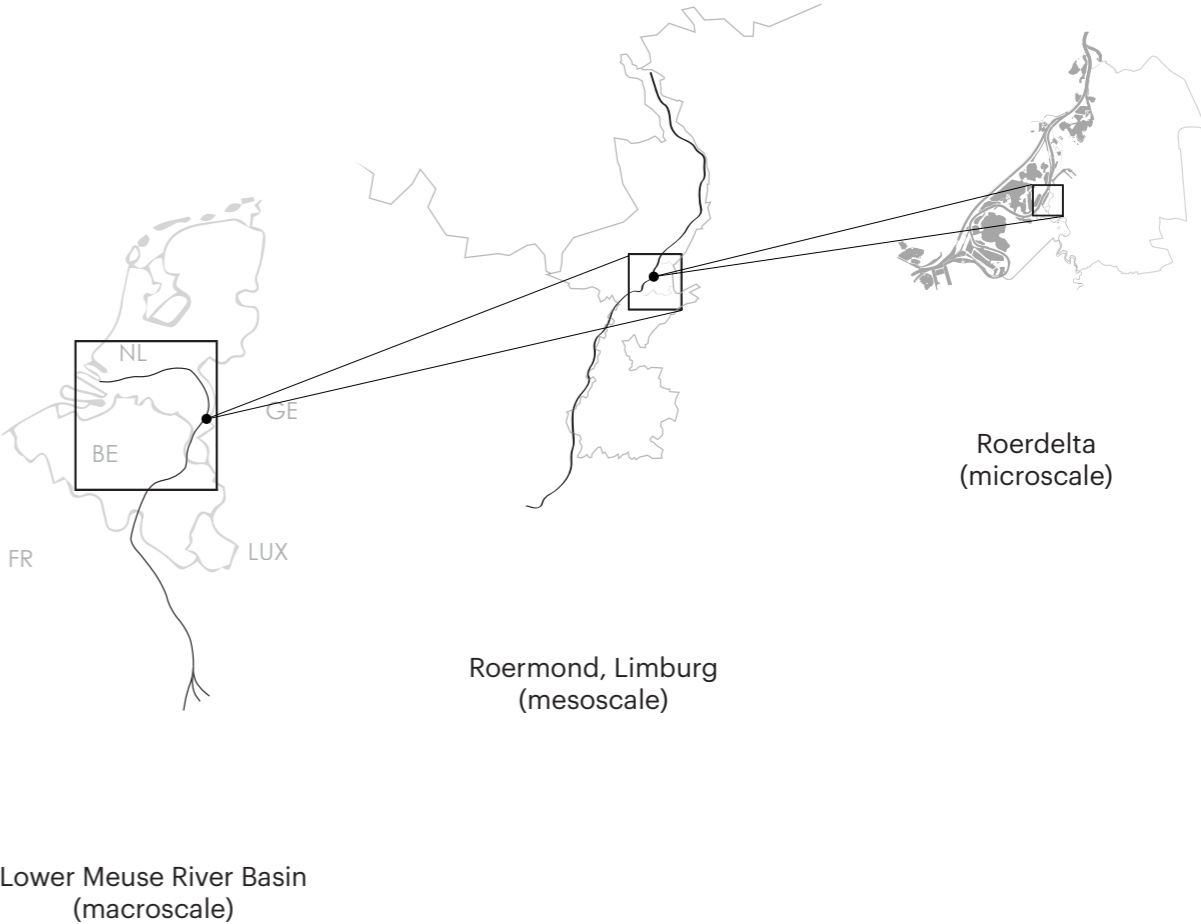 NL
GE
BE
FR
LUX
Lower Meuse River Basin
(macroscale)
Roermond, Limburg
(mesoscale)
Roerdelta
(microscale)